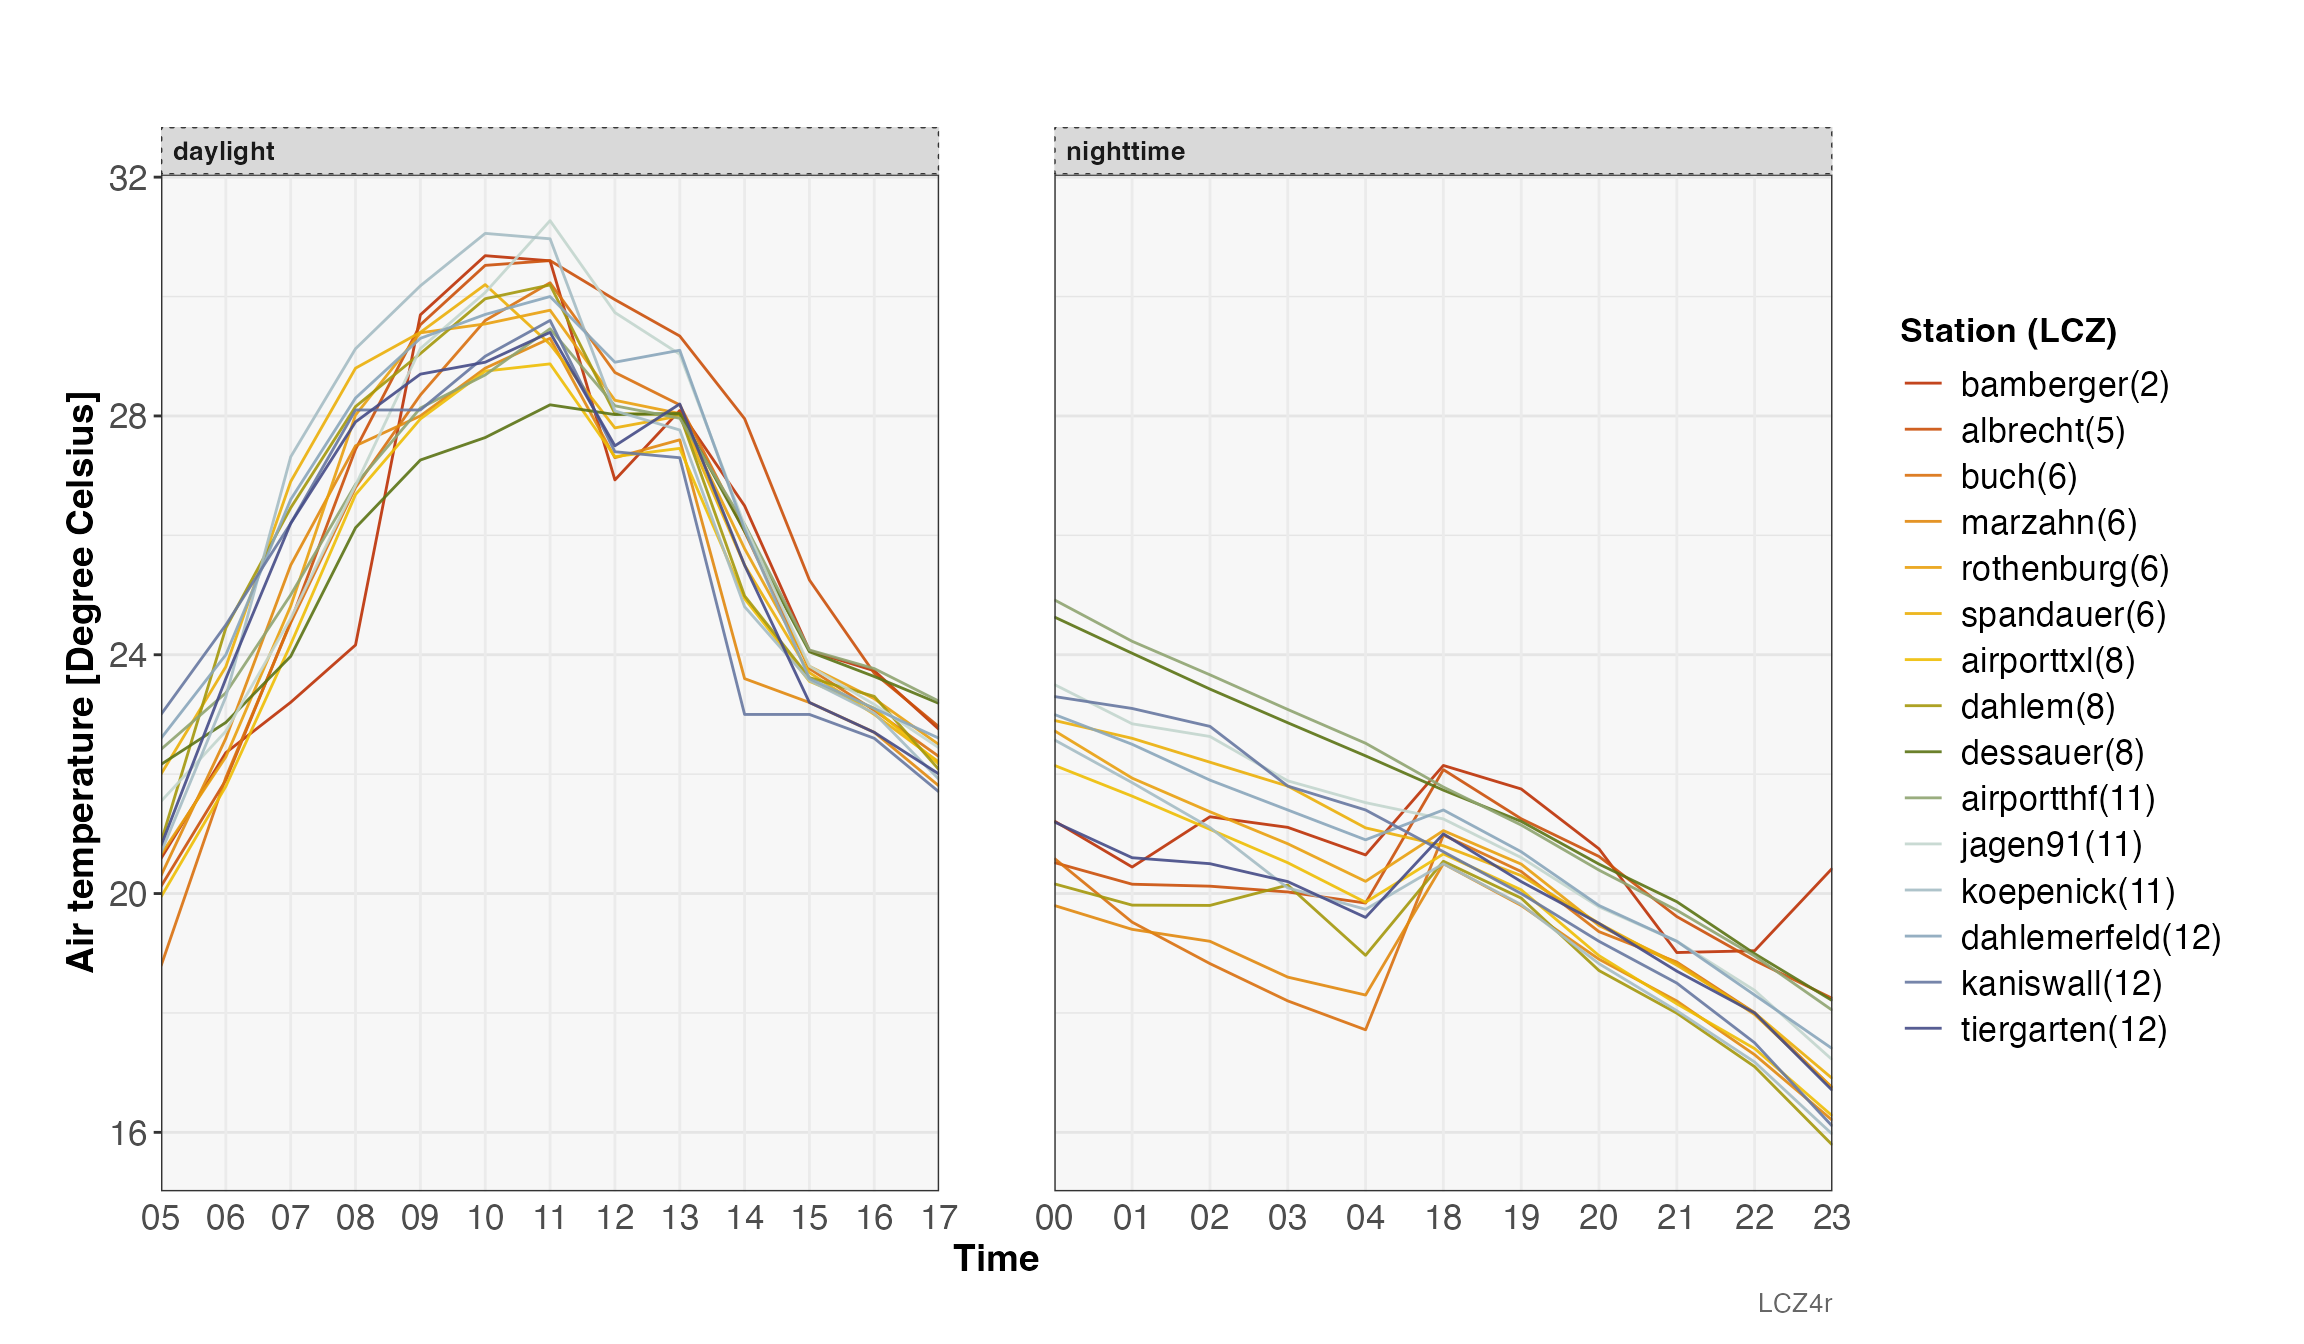 daylight
nighttime
32
28
24
20
16
Air temperature [Degree Celsius]
05 06 07 08 09 10 11 12 13 14 15 16 17
00 01 02 03 04 18 19 20 21 22 23
Time
Station (LCZ)
bamberger(2)
albrecht(5)
buch(6)
marzahn(6)
rothenburg(6)
spandauer(6)
airporttxl(8)
dahlem(8)
dessauer(8)
airportthf(11)
jagen91(11)
koepenick(11)
dahlemerfeld(12)
kaniswall(12)
tiergarten(12)
LCZ4r